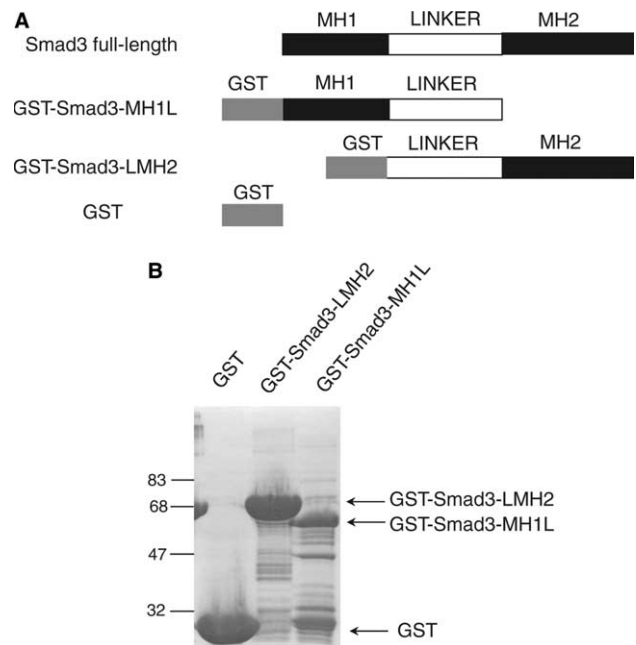 A
MH1 LINKER MH2
Smad3 full-length
GST MH1 LINKER
GST-Smad3-MH1L
GST LINKER MH2
GST-Smad3-LMH2
GST
GST
B
GST
GST-Smad3-LMH2
GST-Smad3-MH1L
83
68
47
32
GST-Smad3-LMH2
GST-Smad3-MH1L
GST